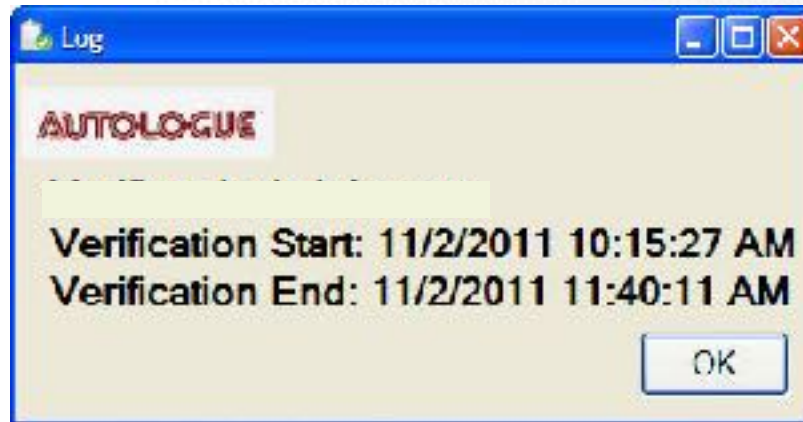 Log
AUTOLOGUE
Verification Start: 11/2/2011 10:15:27 AM
Verification End: 11/2/2011 11:40:11 AM
OK